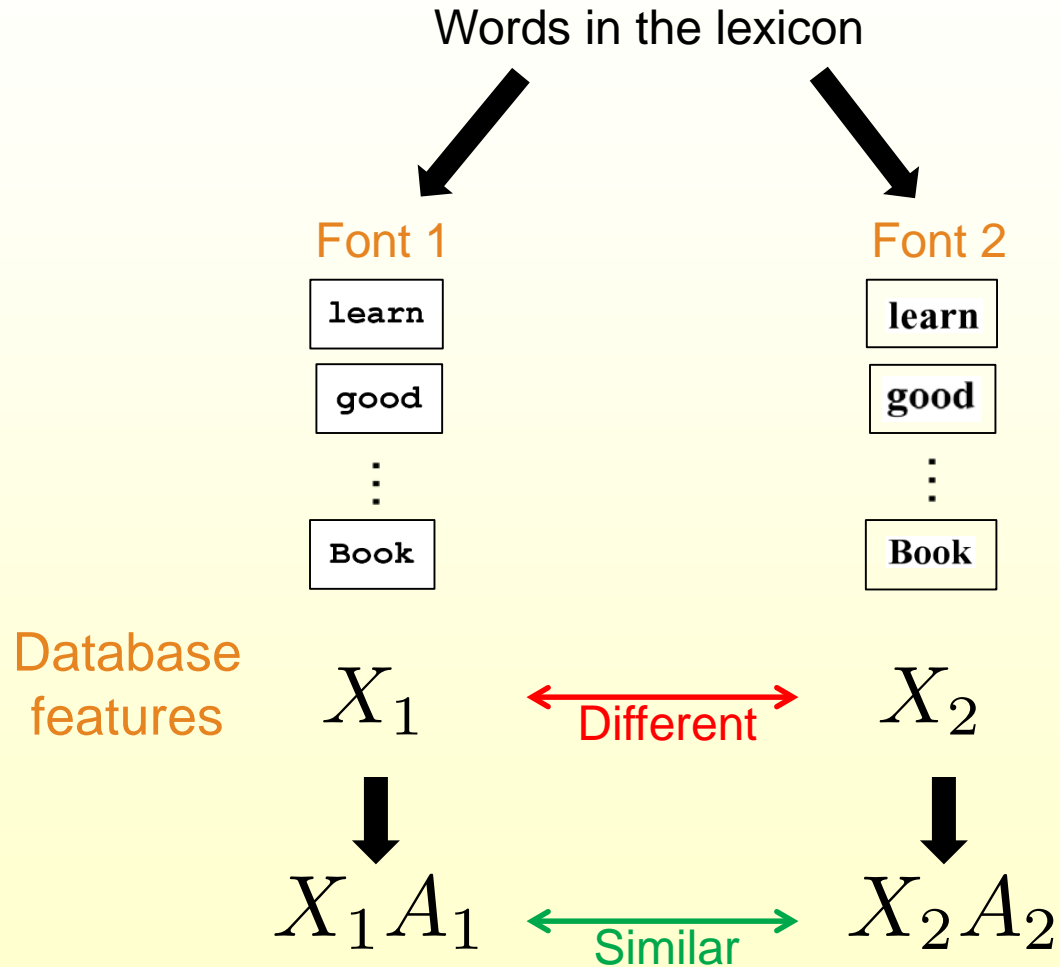 Words in the lexicon
Font 1 Font 2
learn learn
good good
⋮ ⋮
Book Book
Database
features
X₁ Different X₂
X₁A₁ Similar X₂A₂